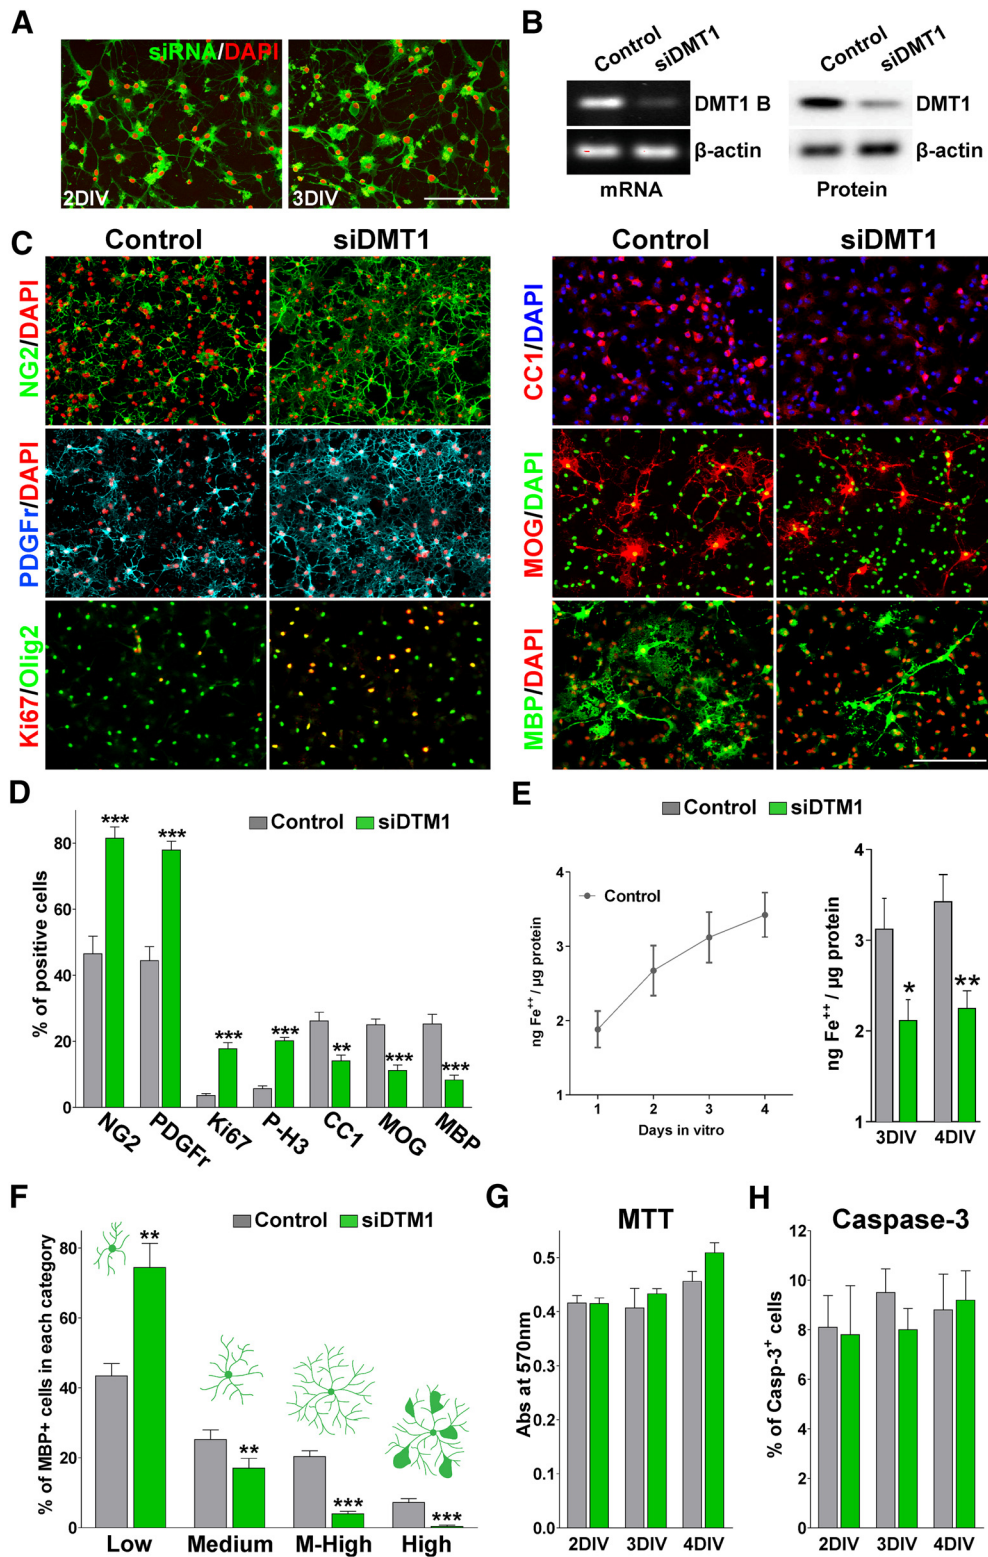 A
siRNA/DAPI
2DIV
3DIV
B
Control siDMT1
DMT1 B
β-actin
mRNA
Control siDMT1
DMT1
β-actin
Protein
C
Control siDMT1
NG2/DAPI
PDGFr/DAPI
Ki67/Olig2
Control siDMT1
CC1/DAPI
MOG/DAPI
MBP/DAPI
D
Control siDTM1
% of positive cells
80
60
40
20
0
*** *** *** *** ** *** ***
NG2 PDGFr Ki67 P-H3 CC1 MOG MBP
E
Control siDMT1
ng Fe++ / µg protein
4
3
2
1
Control
1 2 3 4
Days in vitro
ng Fe++ / µg protein
4
3
2
1
* **
3DIV 4DIV
F
Control siDTM1
% of MBP+ cells in each category
80
60
40
20
0
** ** *** ***
Low Medium M-High High
G
MTT
Abs at 570nm
0.5
0.4
0.3
0.2
0.1
0.0
2DIV 3DIV 4DIV
H
Caspase-3
% of Casp-3+ cells
12
10
8
6
4
2
0
2DIV 3DIV 4DIV